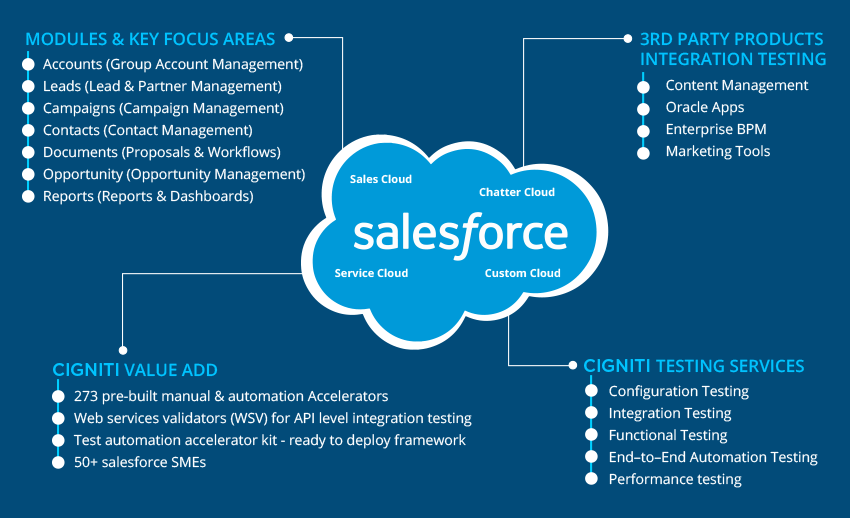 MODULES & KEY FOCUS AREAS
Accounts (Group Account Management)
Leads (Lead & Partner Management)
Campaigns (Campaign Management)
Contacts (Contact Management)
Documents (Proposals & Workflows)
Opportunity (Opportunity Management)
Reports (Reports & Dashboards)
3RD PARTY PRODUCTS
INTEGRATION TESTING
Content Management
Oracle Apps
Enterprise BPM
Marketing Tools
Sales Cloud
Chatter Cloud
salesforce
Service Cloud
Custom Cloud
CIGNITI VALUE ADD
273 pre-built manual & automation Accelerators
Web services validators (WSV) for API level integration testing
Test automation accelerator kit - ready to deploy framework
50+ salesforce SMEs
CIGNITI TESTING SERVICES
Configuration Testing
Integration Testing
Functional Testing
End–to–End Automation Testing
Performance testing